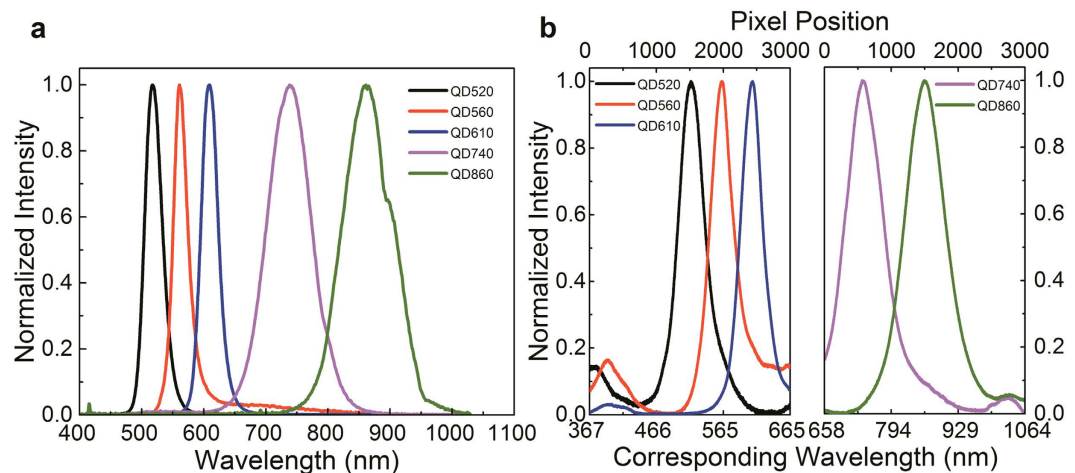 a
Normalized Intensity
1.0
0.8
0.6
0.4
0.2
0.0
400 500 600 700 800 900 1000 1100
Wavelength (nm)
QD520
QD560
QD610
QD740
QD860
b
Pixel Position
0 1000 2000 3000
0 1000 2000 3000
Normalized Intensity
1.0
0.8
0.6
0.4
0.2
0.0
QD520
QD560
QD610
QD740
QD860
1.0
0.8
0.6
0.4
0.2
0.0
367 466 565 665
658 794 929 1064
Corresponding Wavelength (nm)